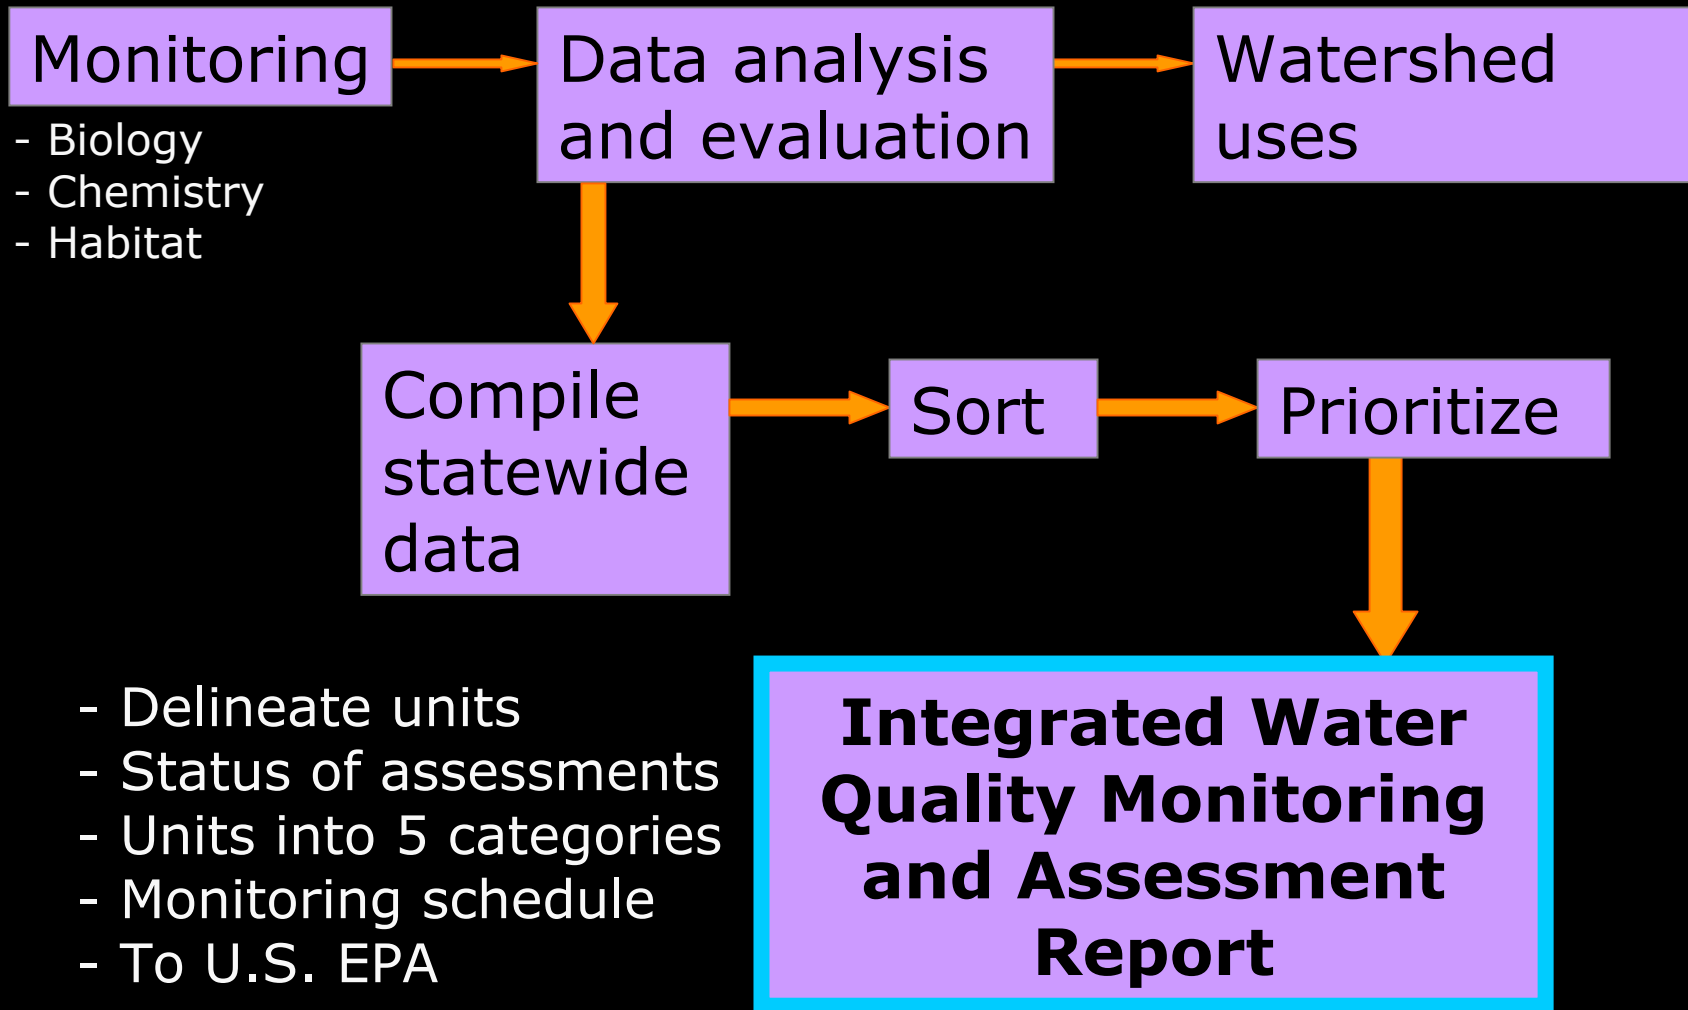 Monitoring
- Biology
- Chemistry
- Habitat
Data analysis
and evaluation
Watershed
uses
Compile
statewide
data
Sort
Prioritize
- Delineate units
- Status of assessments
- Units into 5 categories
- Monitoring schedule
- To U.S. EPA
Integrated Water
Quality Monitoring
and Assessment
Report